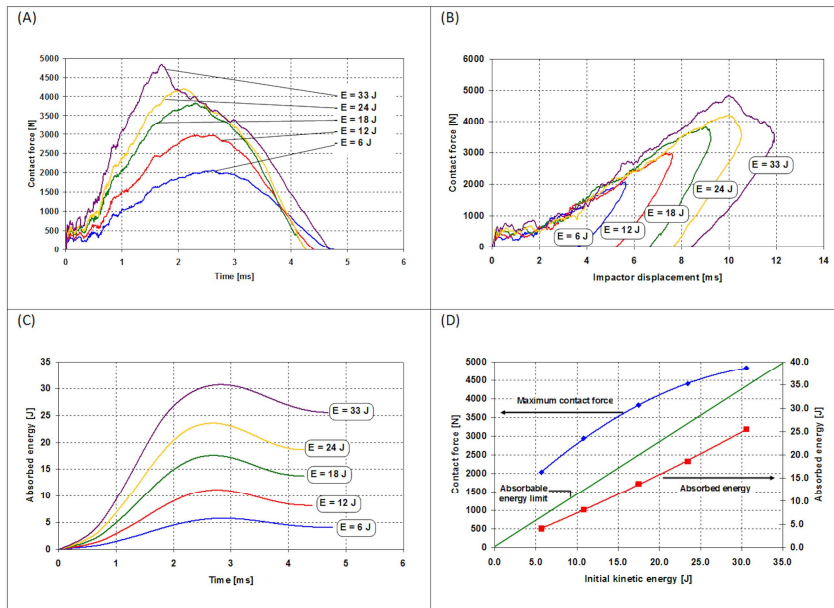 (A)
5000
4500
4000
3500
3000
2500
2000
1500
1000
500
0
Contact force [N]
E = 33 J
E = 24 J
E = 18 J
E = 12 J
E = 6 J
0 1 2 3 4 5 6
Time [ms]
(B)
6000
5000
4000
3000
2000
1000
0
Contact force [N]
E = 6 J
E = 12 J
E = 18 J
E = 24 J
E = 33 J
0 2 4 6 8 10 12 14
Impactor displacement [ms]
(C)
35
30
25
20
15
10
5
0
Absorbed energy [J]
E = 33 J
E = 24 J
E = 18 J
E = 12 J
E = 6 J
0 1 2 3 4 5 6
Time [ms]
(D)
5000
4500
4000
3500
3000
2500
2000
1500
1000
500
0
Contact force [N]
Maximum contact force
Absorbable
energy limit
Absorbed energy
40.0
35.0
30.0
25.0
20.0
15.0
10.0
5.0
0.0
Absorbed energy [J]
0.0 5.0 10.0 15.0 20.0 25.0 30.0 35.0
Initial kinetic energy [J]